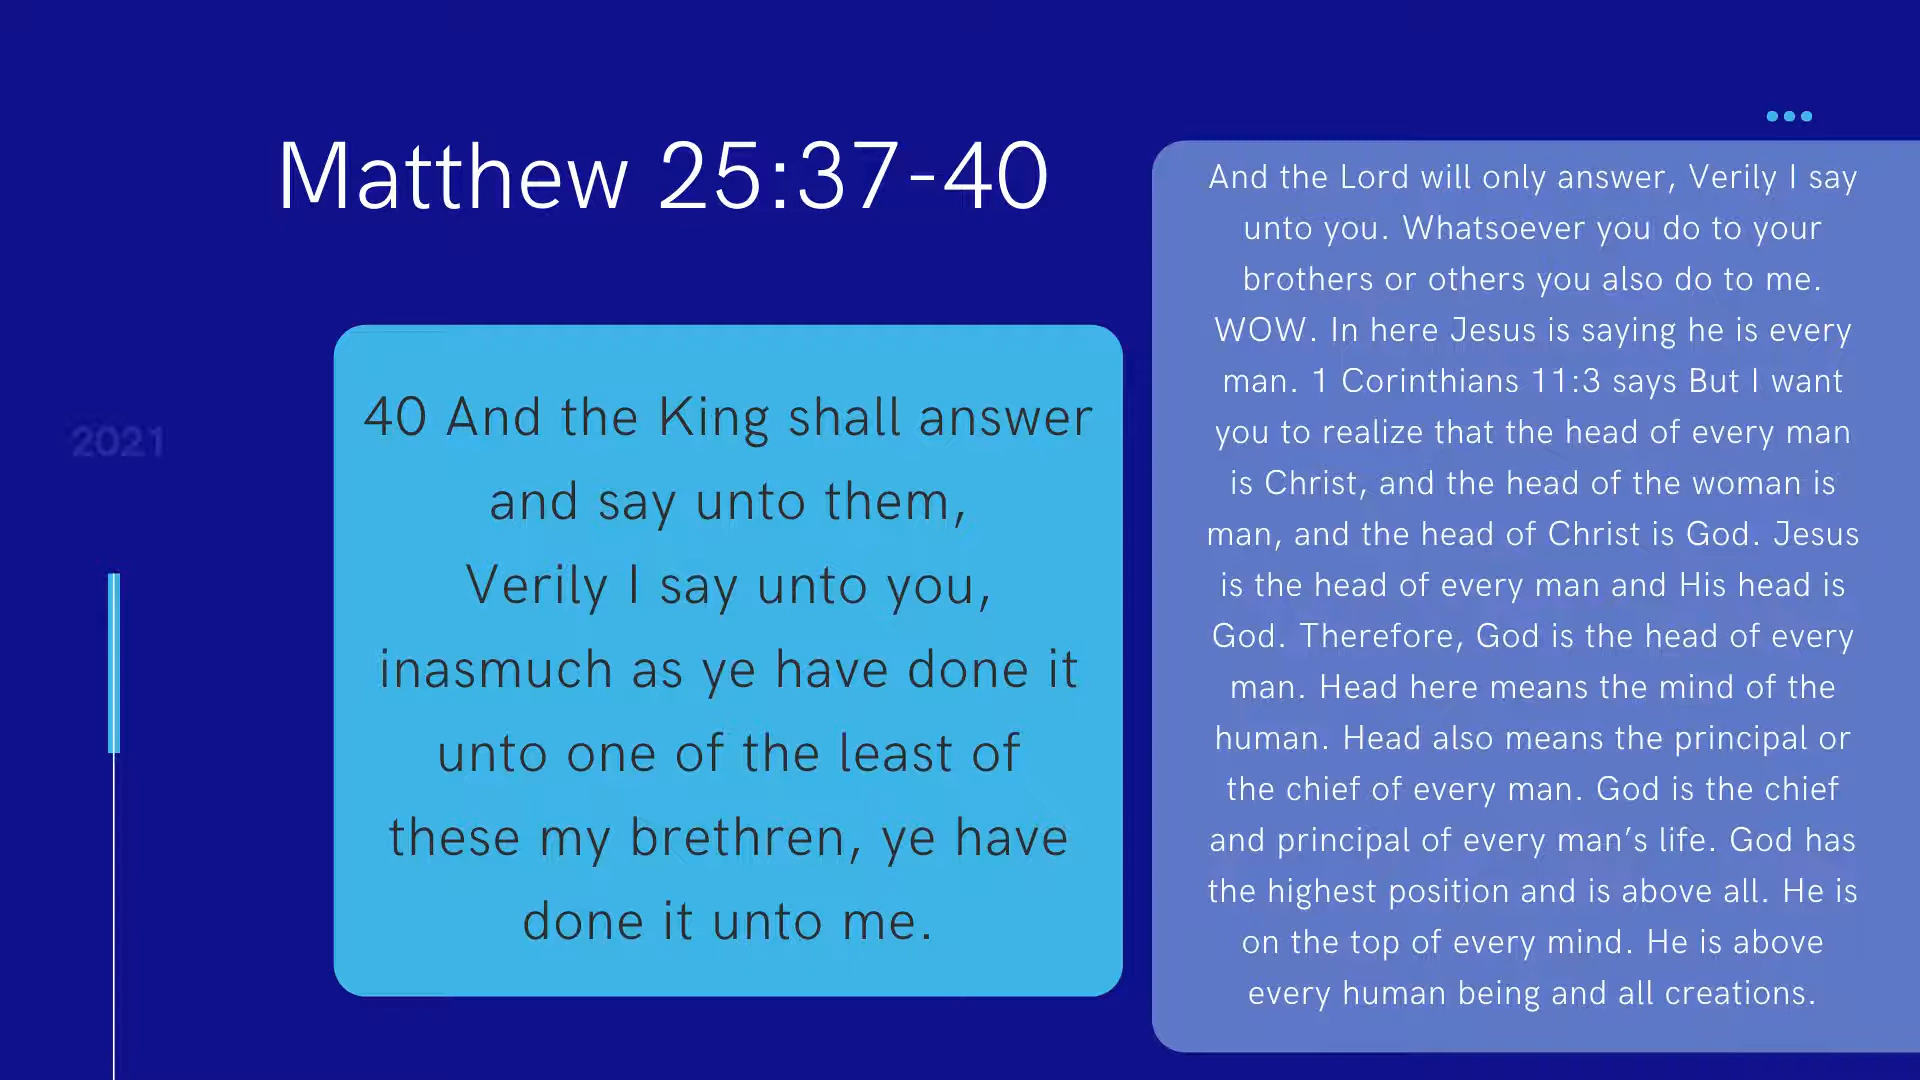 Matthew 25:37-40
2021
40 And the King shall answer
and say unto them,
Verily I say unto you,
inasmuch as ye have done it
unto one of the least of
these my brethren, ye have
done it unto me.
And the Lord will only answer, Verily I say
unto you. Whatsoever you do to your
brothers or others you also do to me.
WOW. In here Jesus is saying he is every
man. 1 Corinthians 11:3 says But I want
you to realize that the head of every man
is Christ, and the head of the woman is
man, and the head of Christ is God. Jesus
is the head of every man and His head is
God. Therefore, God is the head of every
man. Head here means the mind of the
human. Head also means the principal or
the chief of every man. God is the chief
and principal of every man’s life. God has
the highest position and is above all. He is
on the top of every mind. He is above
every human being and all creations.